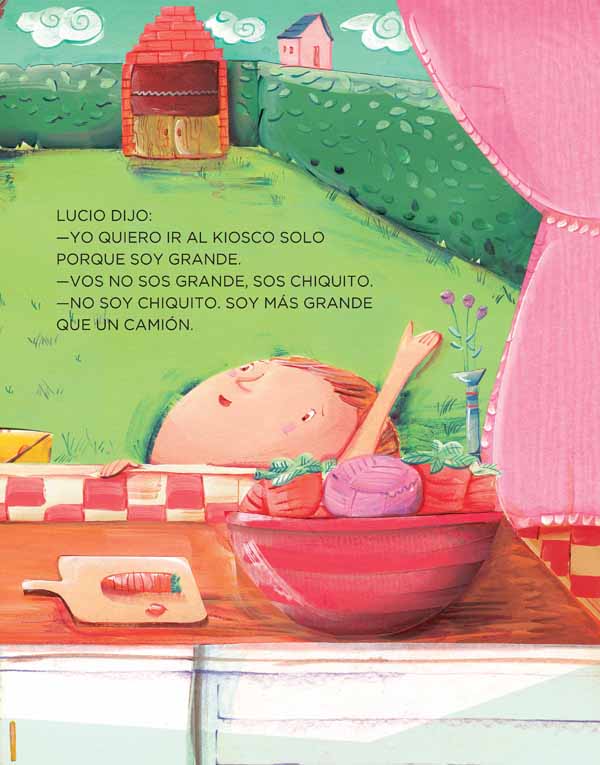 LUCIO DIJO:
—YO QUIERO IR AL KIOSCO SOLO
PORQUE SOY GRANDE.
—VOS NO SOS GRANDE, SOS CHIQUITO.
—NO SOY CHIQUITO. SOY MÁS GRANDE
QUE UN CAMIÓN.